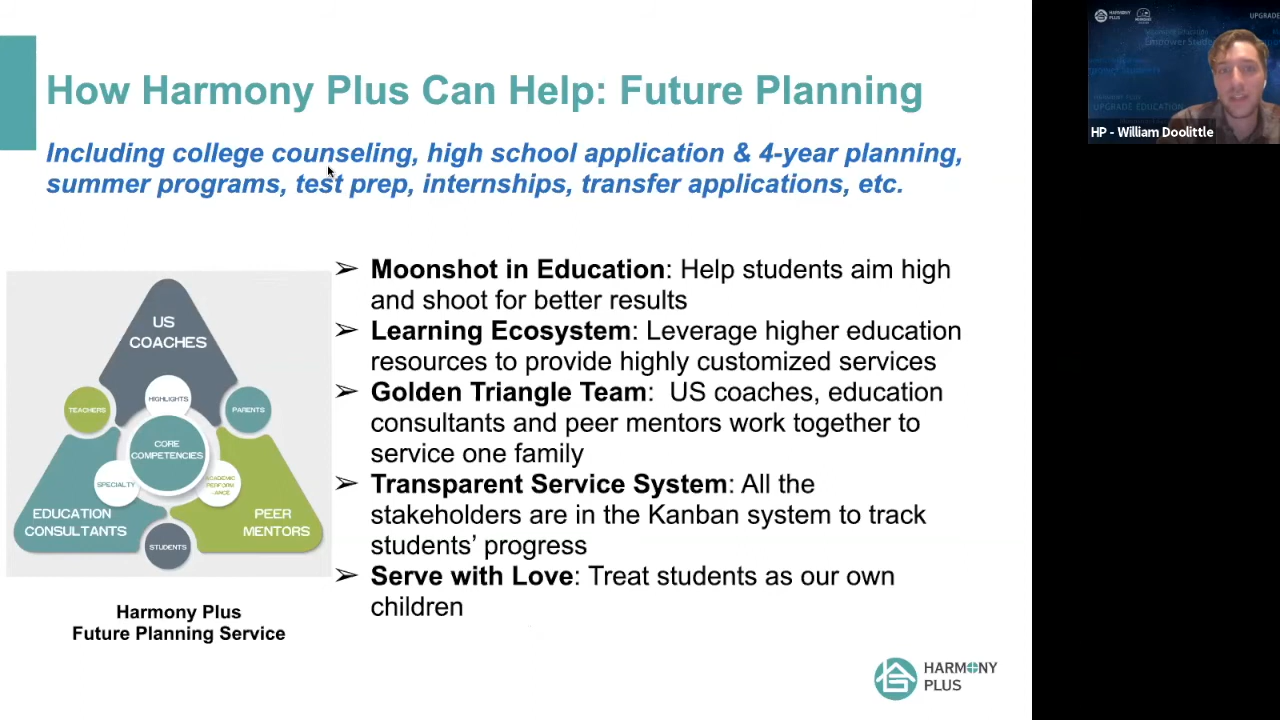 How Harmony Plus Can Help: Future Planning
Including college counseling, high school application & 4-year planning,
summer programs, test prep, internships, transfer applications, etc.
➢ Moonshot in Education: Help students aim high
and shoot for better results
➢ Learning Ecosystem: Leverage higher education
resources to provide highly customized services
➢ Golden Triangle Team: US coaches, education
consultants and peer mentors work together to
service one family
➢ Transparent Service System: All the
stakeholders are in the Kanban system to track
students’ progress
➢ Serve with Love: Treat students as our own
children
US
COACHES
TEACHERS
HIGHLIGHTS
PARENTS
CORE
COMPETENCIES
SPECIALTY
ACADEMIC
PERFORM
-ANCE
EDUCATION
CONSULTANTS
PEER
MENTORS
STUDENTS
Harmony Plus
Future Planning Service
HARMONY
PLUS
HARMONY
PLUS
UPGRADE
UPGRADE EDUCATION
HP - William Doolittle